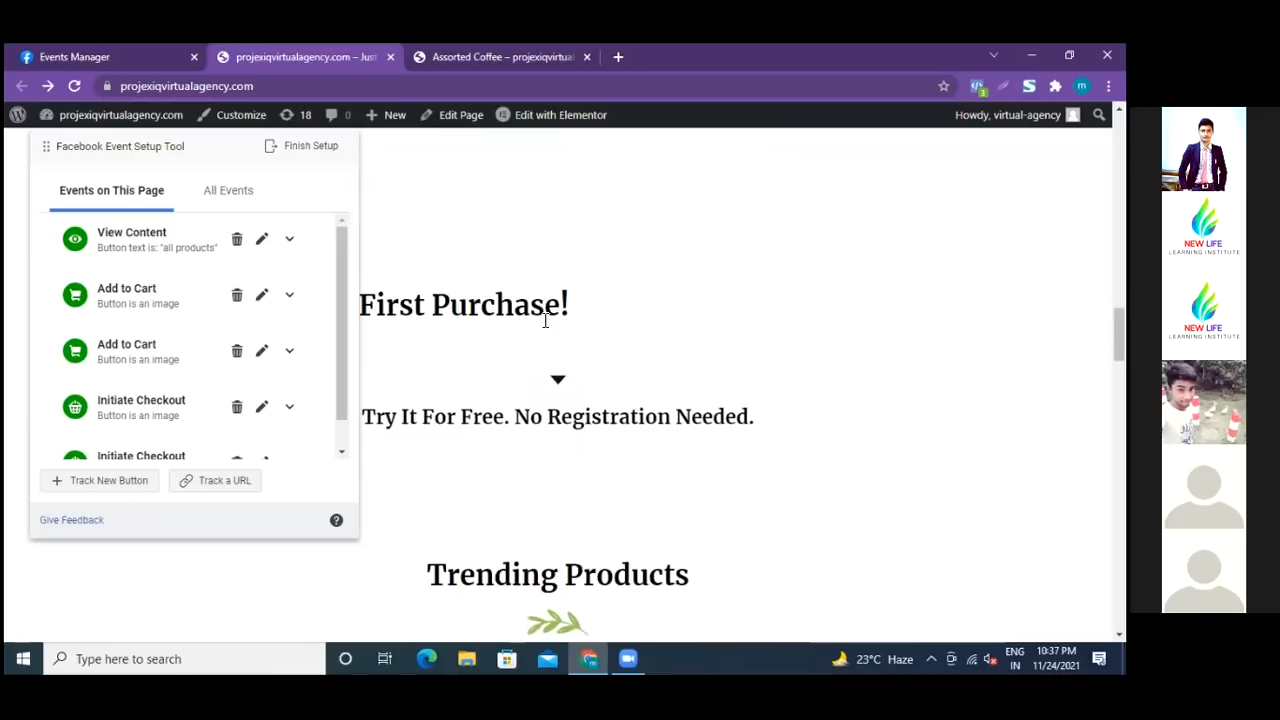 Events Manager
projexiqvirtualagency.com – Just
Assorted Coffee – projexiqvirtua
projexiqvirtualagency.com
3
m
projexiqvirtualagency.com
Customize
18
0
New
Edit Page
Edit with Elementor
Howdy, virtual-agency
Facebook Event Setup Tool
Finish Setup
Events on This Page
All Events
View Content
Button text is: "all products"
Add to Cart
Button is an image
Add to Cart
Button is an image
Initiate Checkout
Button is an image
Initiate Checkout
Track New Button
Track a URL
Give Feedback
First Purchase!
Try It For Free. No Registration Needed.
Trending Products
NEW LIFE
LEARNING INSTITUTE
NEW LIFE
LEARNING INSTITUTE
Type here to search
23°C Haze
ENG
IN
10:37 PM
11/24/2021